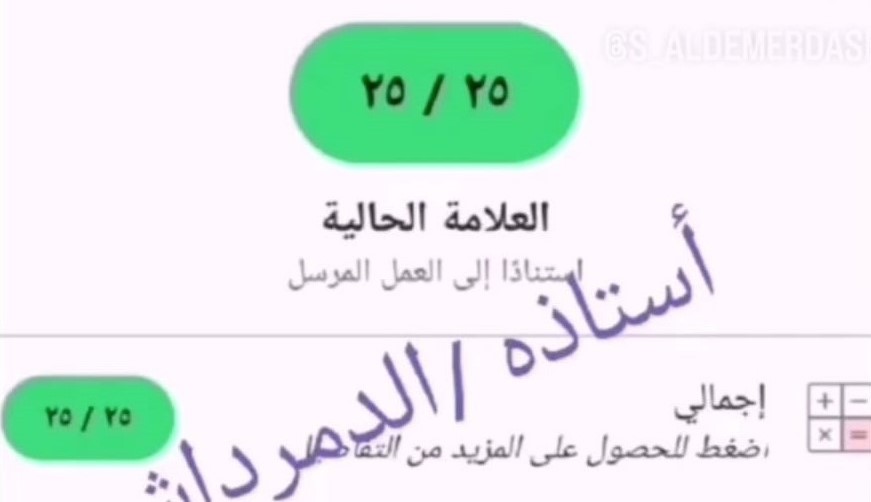 @S_ALDEMERDASH
٢٥ / ٢٥
العلامة الحالية
استنادًا إلى العمل المرسل
أستاذه /الدمرداش
إجمالي
٢٥ / ٢٥
اضغط للحصول على المزيد من التفاصيل